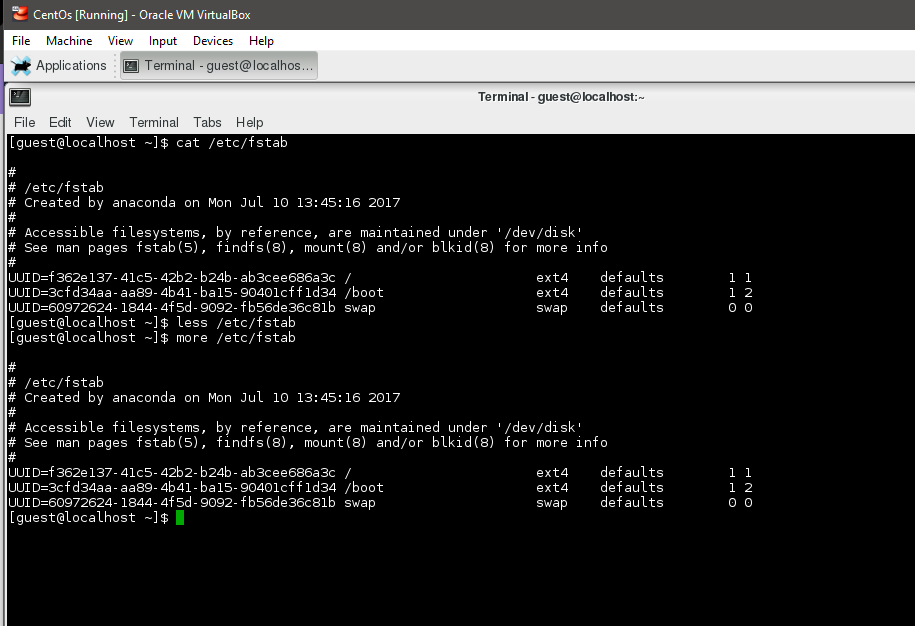 CentOs [Running] - Oracle VM VirtualBox
File Machine View Input Devices Help
Applications Terminal - guest@localhos...
Terminal - guest@localhost:~
File Edit View Terminal Tabs Help
[guest@localhost ~]$ cat /etc/fstab
#
# /etc/fstab
# Created by anaconda on Mon Jul 10 13:45:16 2017
#
# Accessible filesystems, by reference, are maintained under '/dev/disk'
# See man pages fstab(5), findfs(8), mount(8) and/or blkid(8) for more info
#
UUID=f362e137-41c5-42b2-b24b-ab3cee686a3c / ext4 defaults 1 1
UUID=3cfd34aa-aa89-4b41-ba15-90401cff1d34 /boot ext4 defaults 1 2
UUID=60972624-1844-4f5d-9092-fb56de36c81b swap swap defaults 0 0
[guest@localhost ~]$ less /etc/fstab
[guest@localhost ~]$ more /etc/fstab
#
# /etc/fstab
# Created by anaconda on Mon Jul 10 13:45:16 2017
#
# Accessible filesystems, by reference, are maintained under '/dev/disk'
# See man pages fstab(5), findfs(8), mount(8) and/or blkid(8) for more info
#
UUID=f362e137-41c5-42b2-b24b-ab3cee686a3c / ext4 defaults 1 1
UUID=3cfd34aa-aa89-4b41-ba15-90401cff1d34 /boot ext4 defaults 1 2
UUID=60972624-1844-4f5d-9092-fb56de36c81b swap swap defaults 0 0
[guest@localhost ~]$